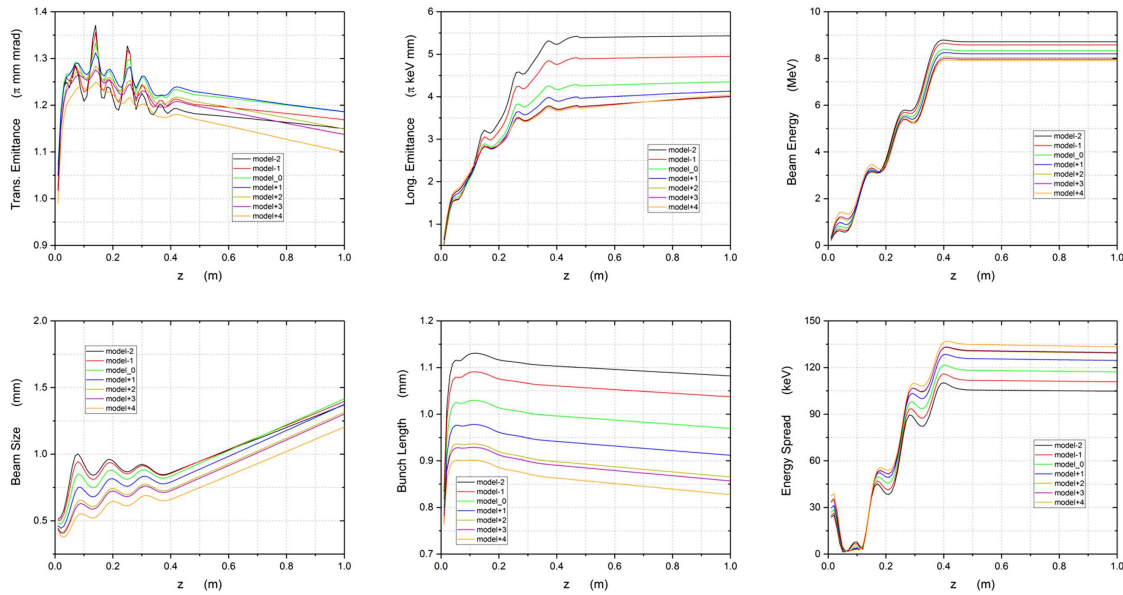 Trans. Emittance (π mm mrad)
1.4
1.3
1.2
1.1
1.0
0.9
model-2
model-1
model_0
model+1
model+2
model+3
model+4
0.0 0.2 0.4 0.6 0.8 1.0
z (m)
Long. Emittance (π keV mm)
6
5
4
3
2
1
model-2
model-1
model_0
model+1
model+2
model+3
model+4
0.0 0.2 0.4 0.6 0.8 1.0
z (m)
Beam Energy (MeV)
10
8
6
4
2
0
model-2
model-1
model_0
model+1
model+2
model+3
model+4
0.0 0.2 0.4 0.6 0.8 1.0
z (m)
Beam Size (mm)
2.0
1.5
1.0
0.5
model-2
model-1
model_0
model+1
model+2
model+3
model+4
0.0 0.2 0.4 0.6 0.8 1.0
z (m)
Bunch Length (mm)
1.2
1.1
1.0
0.9
0.8
0.7
model-2
model-1
model_0
model+1
model+2
model+3
model+4
0.0 0.2 0.4 0.6 0.8 1.0
z (m)
Energy Spread (keV)
150
120
90
60
30
0
model-2
model-1
model_0
model+1
model+2
model+3
model+4
0.0 0.2 0.4 0.6 0.8 1.0
z (m)